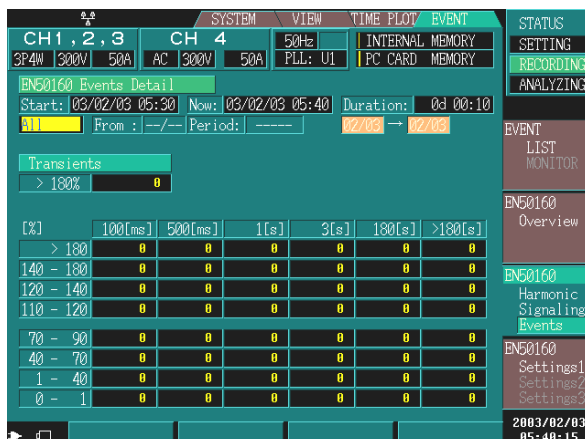 SYSTEM VIEW TIME PLOT EVENT STATUS
CH1,2,3 CH 4 50Hz INTERNAL MEMORY SETTING
3P4W 300V 50A AC 300V 50A PLL: U1 PC CARD MEMORY RECORDING
EN50160 Events Detail ANALYZING
Start: 03/02/03 05:30 Now: 03/02/03 05:40 Duration: 0d 00:10
All From : --/-- Period: ----- 02/03 → 02/03
EVENT
LIST
MONITOR
Transients
> 180% 0
EN50160
Overview
[%] 100[ms] 500[ms] 1[s] 3[s] 180[s] >180[s]
> 180 0 0 0 0 0 0
140 - 180 0 0 0 0 0 0
120 - 140 0 0 0 0 0 0
110 - 120 0 0 0 0 0 0
70 - 90 0 0 0 0 0 0
40 - 70 0 0 0 0 0 0
1 - 40 0 0 0 0 0 0
0 - 1 0 0 0 0 0 0
EN50160
Harmonic
Signaling
Events
EN50160
Settings1
Settings2
Settings3
2003/02/03
05:40:15